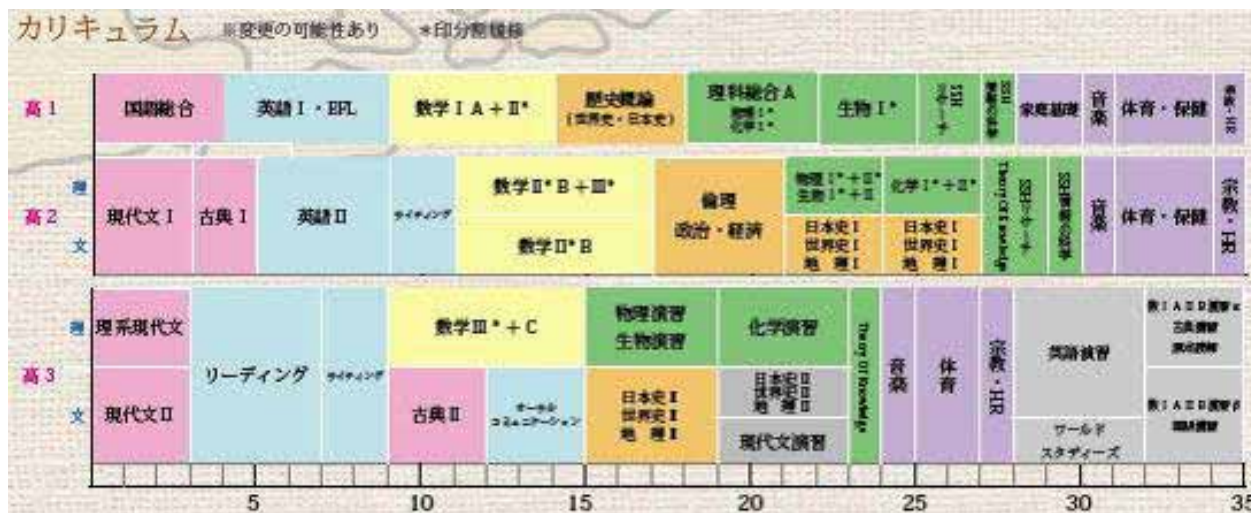 カリキュラム ※変更の可能性あり *印分割履修
高1 国語総合 英語Ⅰ・EFL 数学ⅠA+Ⅱ* 歴史概論 理科総合A 生物Ⅰ* SSH 家庭基礎 音楽 体育・保健 宗教・HR
(世界史・日本史) 物理Ⅰ*
化学Ⅰ*
高2 理 現代文Ⅰ 古典Ⅰ 英語Ⅱ ライティング 数学Ⅱ*B+Ⅲ* 倫理 物理Ⅰ*+Ⅱ* 化学Ⅰ*+Ⅱ* Theory Of Knowledge SSHリサーチ 音楽 体育・保健 宗教・HR
政治・経済 生物Ⅰ*+Ⅱ
文 数学Ⅱ*B 日本史Ⅰ 日本史Ⅰ
世界史Ⅰ 世界史Ⅰ
地理Ⅰ 地理Ⅰ
高3 理 理系現代文 リーディング ライティング 数学Ⅲ*+C 物理演習 化学演習 Theory Of Knowledge 音楽 体育 宗教・HR 英語演習
生物演習 古典演習
文 現代文Ⅱ 古典Ⅱ オーラルコミュニケーション 日本史Ⅱ 日本史Ⅱ
世界史Ⅱ 世界史Ⅱ
地理Ⅱ 地理Ⅱ
現代文演習 ワールド
スタディーズ
5 10 15 20 25 30 35